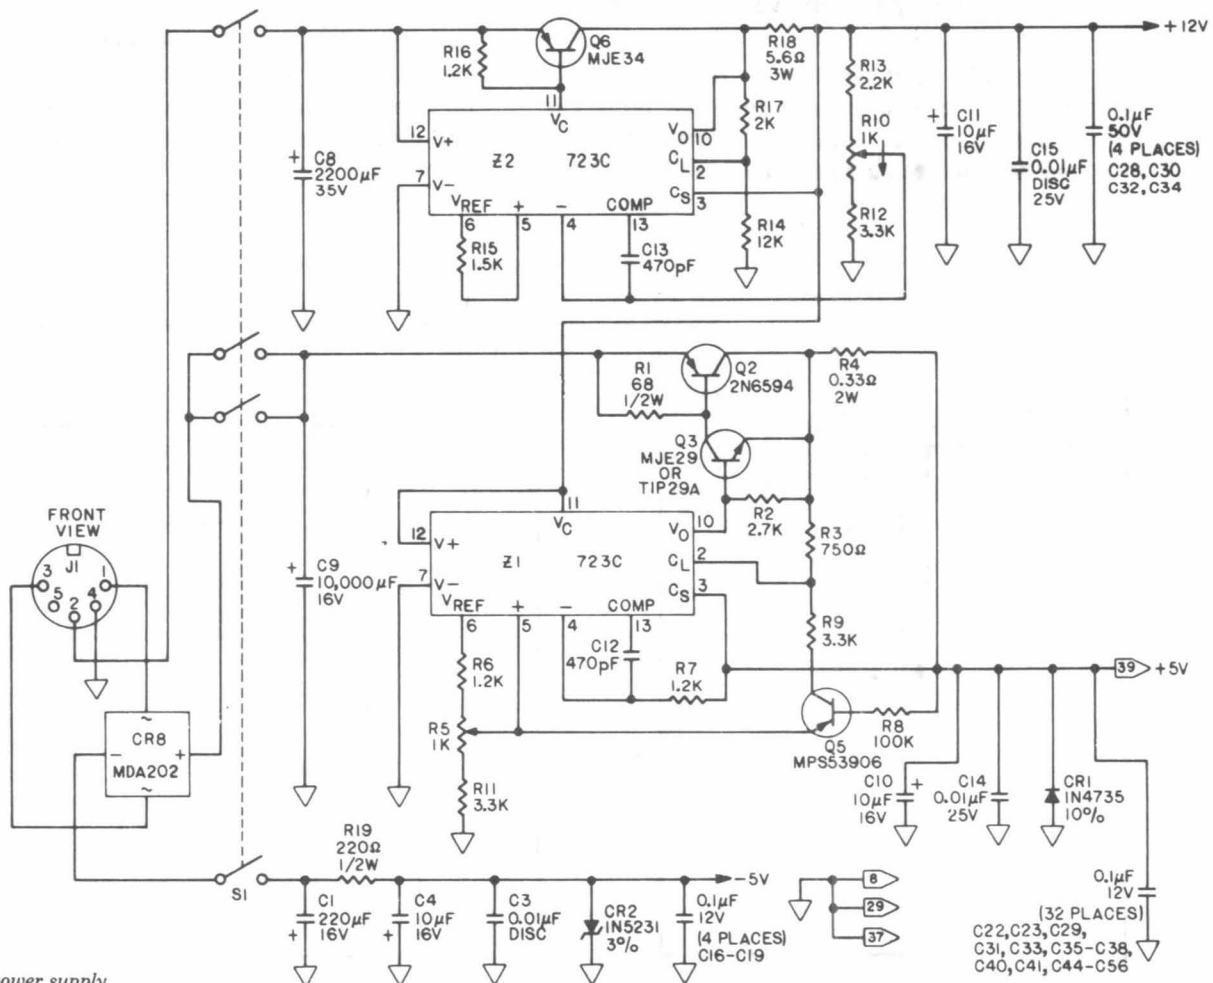 +12V
R16
1.2K
Q6
MJE34
R18
5.6Ω
3W
R13
2.2K
R17
2K
R10
1K
+
C11
10µF
16V
C15
0.01µF
DISC
25V
0.1µF
50V
(4 PLACES)
C28, C30
C32, C34
+
C8
2200µF
35V
11
VC
12
V+
Z2
723C
VO
10
CL
2
7
V-
CS
3
VREF
+
-
COMP
6
5
4
13
R15
1.5K
C13
470pF
R14
12K
R12
3.3K
R1
68
1/2W
Q2
2N6594
R4
0.33Ω
2W
Q3
MJE29
OR
TIP29A
R2
2.7K
R3
750Ω
FRONT
VIEW
J1
3
1
5
2
4
+
C9
10,000µF
16V
11
VC
12
V+
Z1
723C
VO
10
CL
2
7
V-
CS
3
VREF
+
-
COMP
6
5
4
13
C12
470pF
R9
3.3K
R6
1.2K
R7
1.2K
39
+5V
R5
1K
R8
100K
Q5
MPS53906
R11
3.3K
~
CR8
-
+
MDA202
~
C10
10µF
16V
+
C14
0.01µF
25V
CR1
1N4735
10%
S1
R19
220Ω
1/2W
-5V
C1
220µF
16V
+
C4
10µF
16V
+
C3
0.01µF
DISC
CR2
1N5231
3%
0.1µF
12V
(4 PLACES)
C16-C19
8
29
37
0.1µF
12V
(32 PLACES)
C22,C23,C29,
C31,C33,C35-C38,
C40,C41,C44-C56
ower supply